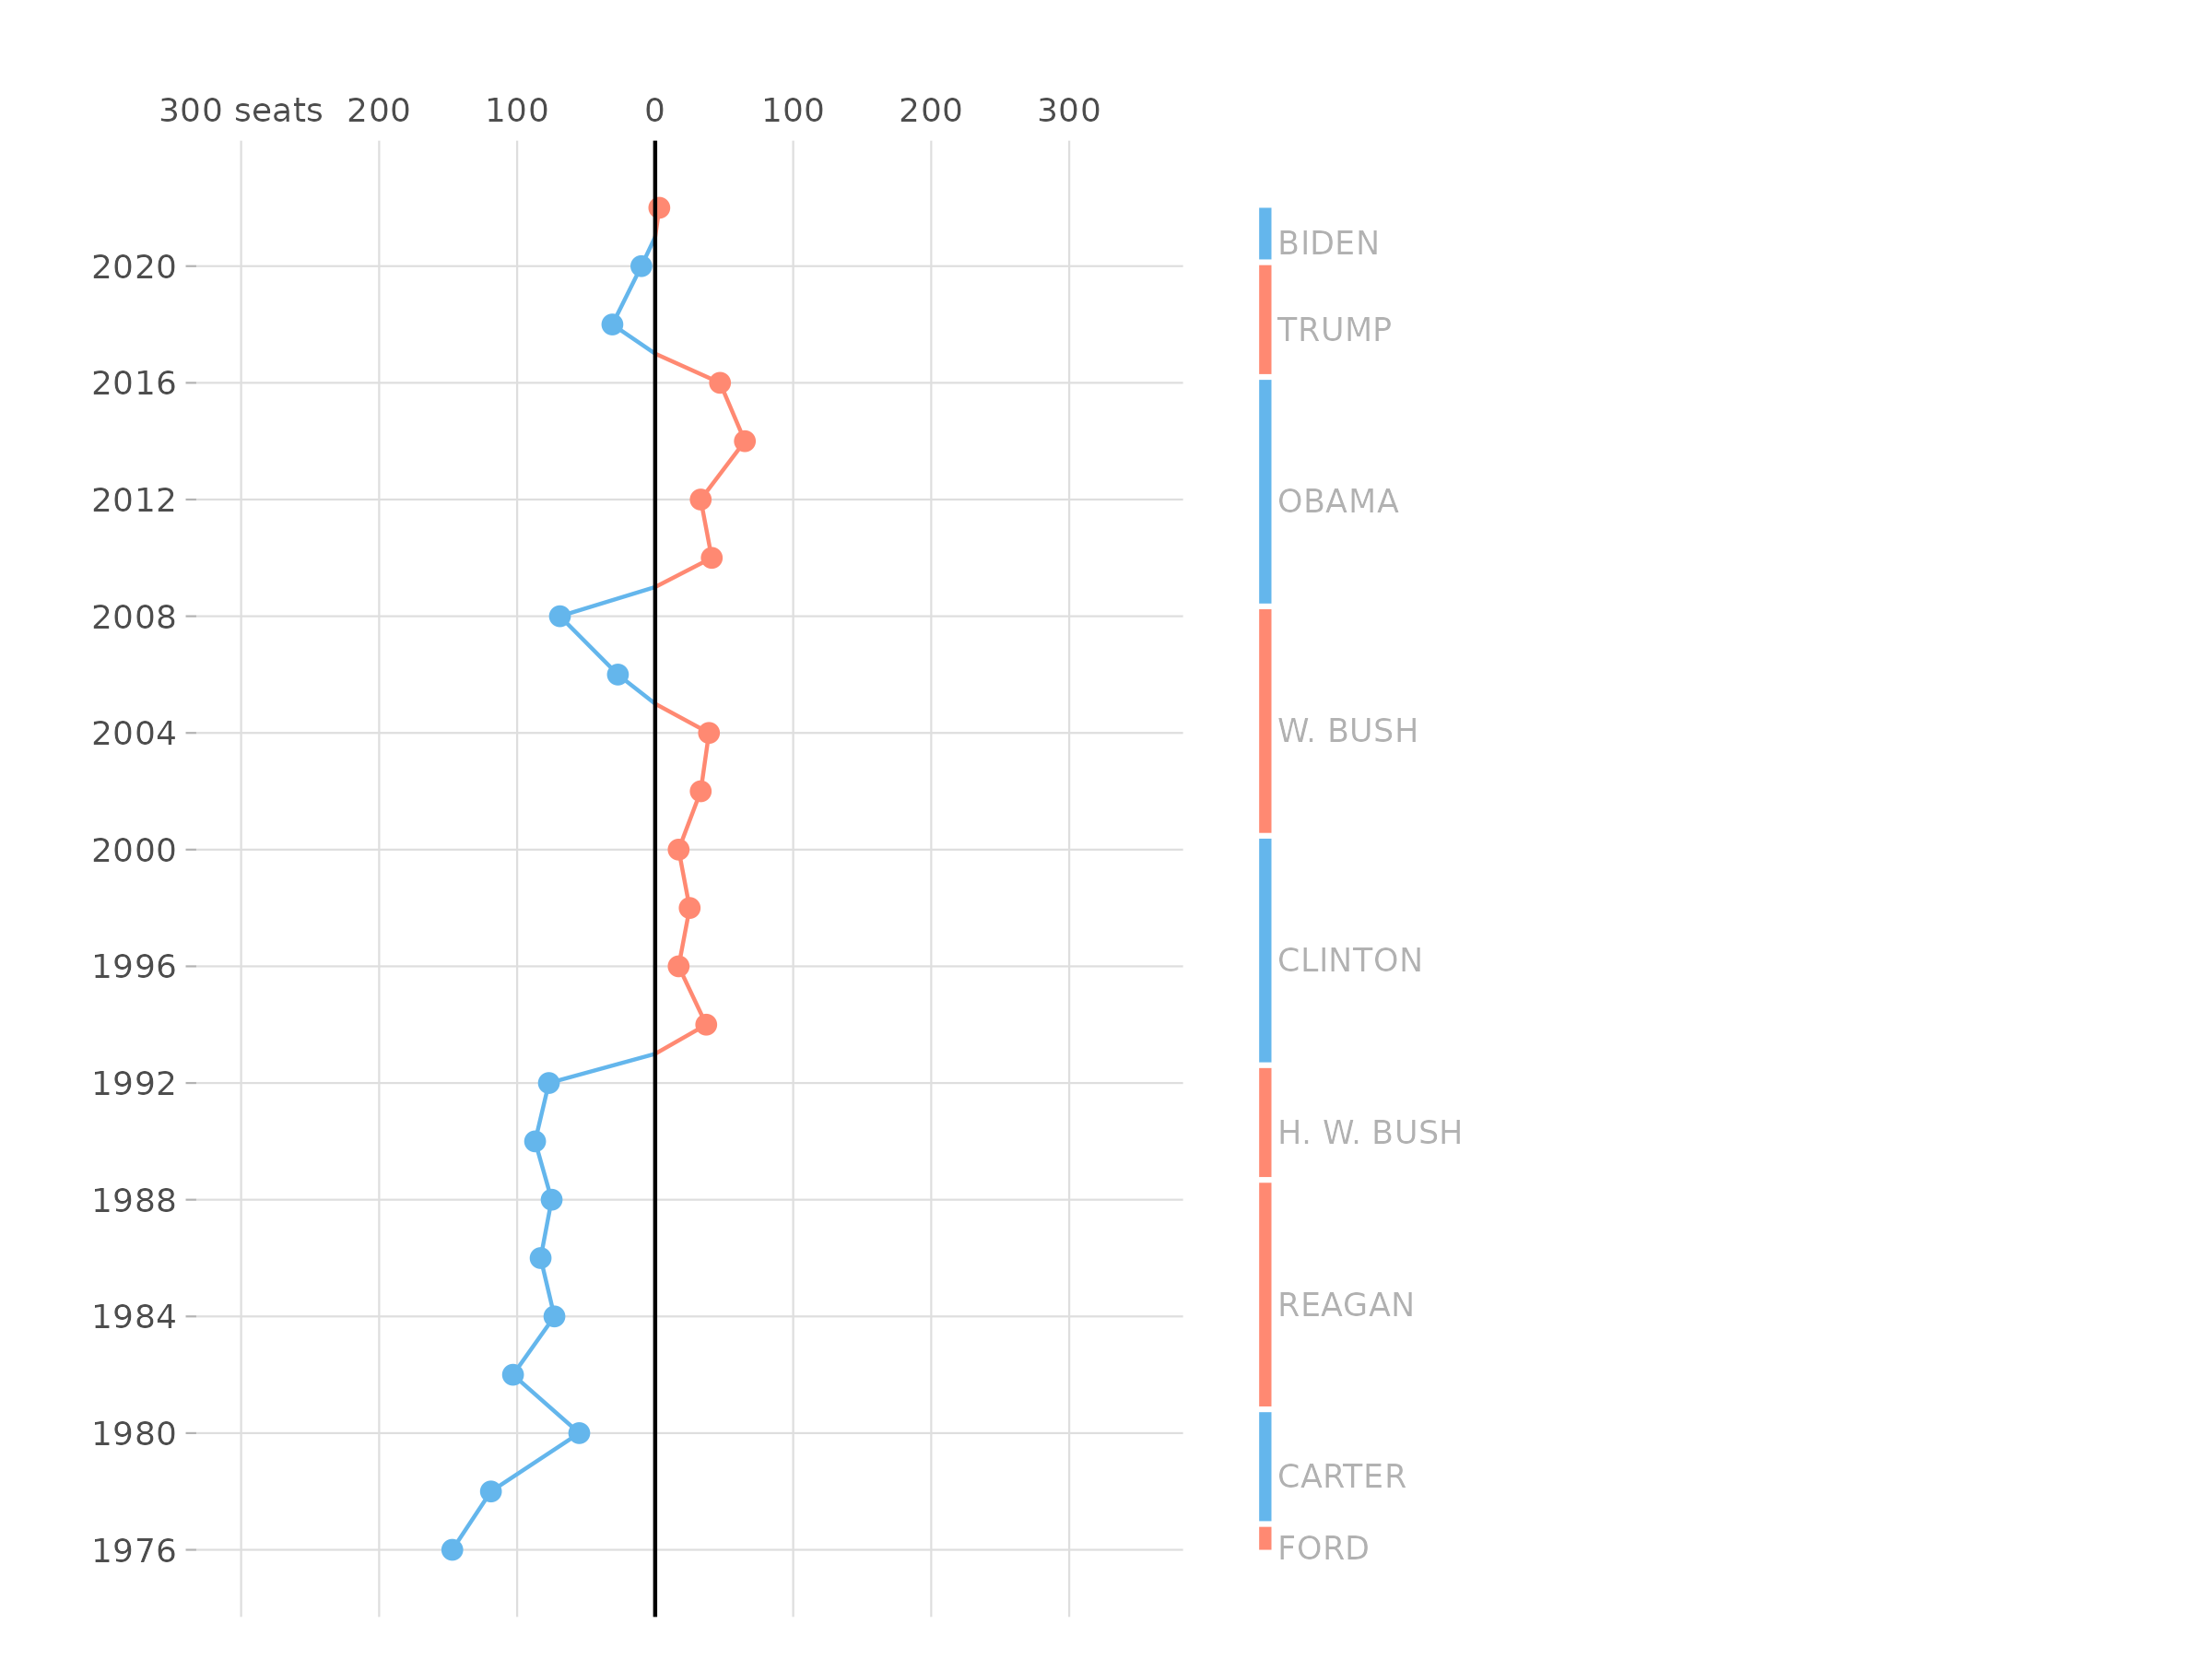 300 seats 200 100 0 100 200 300
BIDEN
2020
TRUMP
2016
2012
OBAMA
2008
2004
W. BUSH
2000
1996
CLINTON
1992
H. W. BUSH
1988
1984
REAGAN
1980
CARTER
1976
FORD